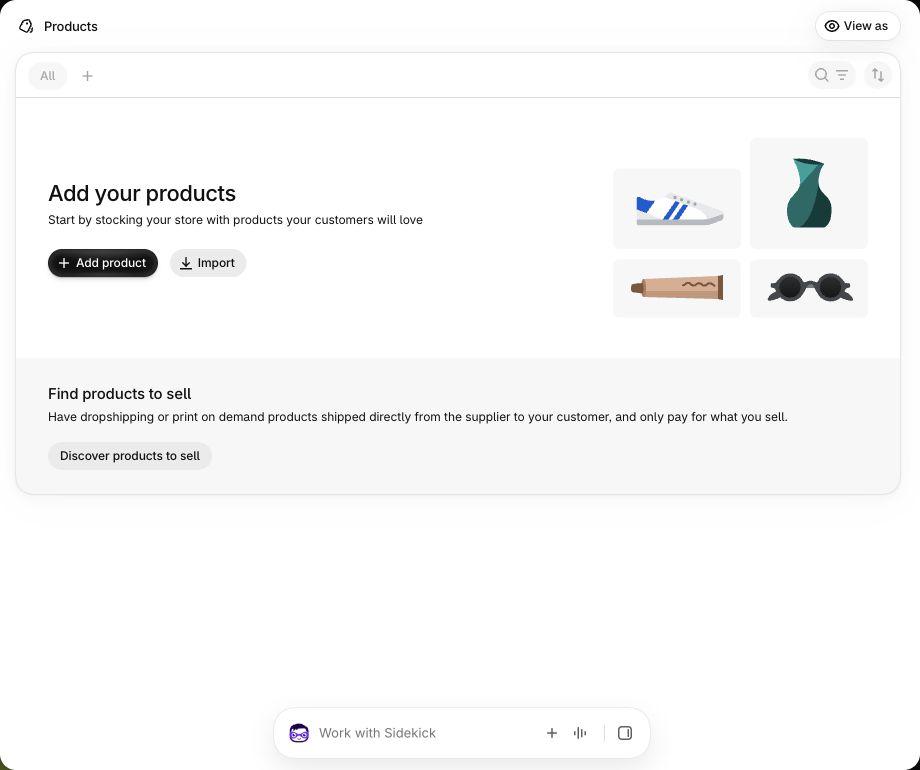 Products
View as
All
Add your products
Start by stocking your store with products your customers will love
Add product
Import
Find products to sell
Have dropshipping or print on demand products shipped directly from the supplier to your customer, and only pay for what you sell.
Discover products to sell
Work with Sidekick